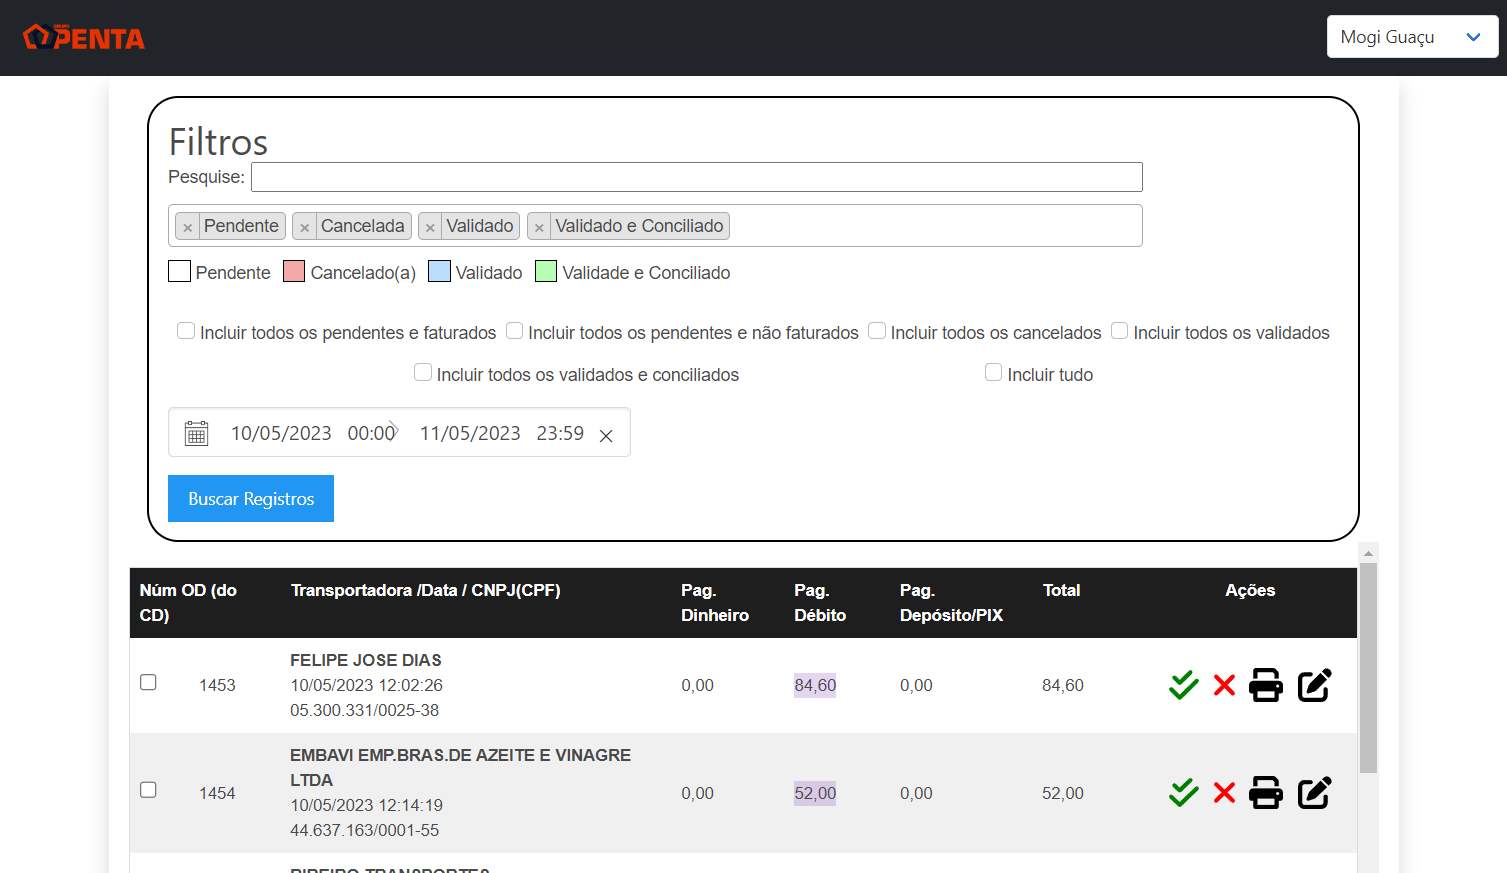 GRUPO
PENTA
Mogi Guaçu
Filtros
Pesquise:
× Pendente × Cancelada × Validado × Validado e Conciliado
Pendente Cancelado(a) Validado Validade e Conciliado
Incluir todos os pendentes e faturados Incluir todos os pendentes e não faturados Incluir todos os cancelados Incluir todos os validados
Incluir todos os validados e conciliados Incluir tudo
10/05/2023 00:00 11/05/2023 23:59
Buscar Registros
Núm OD (do CD) Transportadora /Data / CNPJ(CPF) Pag. Dinheiro Pag. Débito Pag. Depósito/PIX Total Ações
FELIPE JOSE DIAS
1453 10/05/2023 12:02:26 0,00 84,60 0,00 84,60
05.300.331/0025-38
EMBAVI EMP.BRAS.DE AZEITE E VINAGRE
LTDA
1454 10/05/2023 12:14:19 0,00 52,00 0,00 52,00
44.637.163/0001-55
RIBEIRO TRANSPORTES